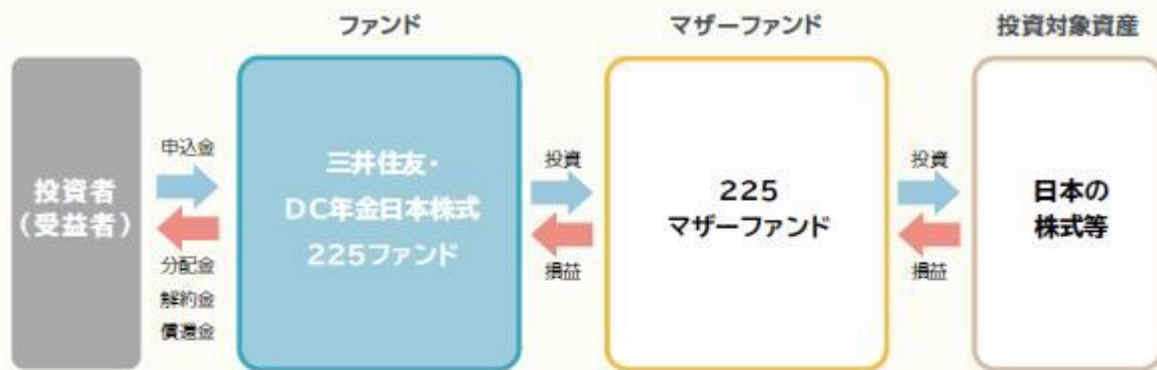 ファンド
マザーファンド
投資対象資産
投資者
（受益者）
申込金
分配金
解約金
償還金
三井住友・
DC年金日本株式
225ファンド
投資
損益
225
マザーファンド
投資
損益
日本の
株式等